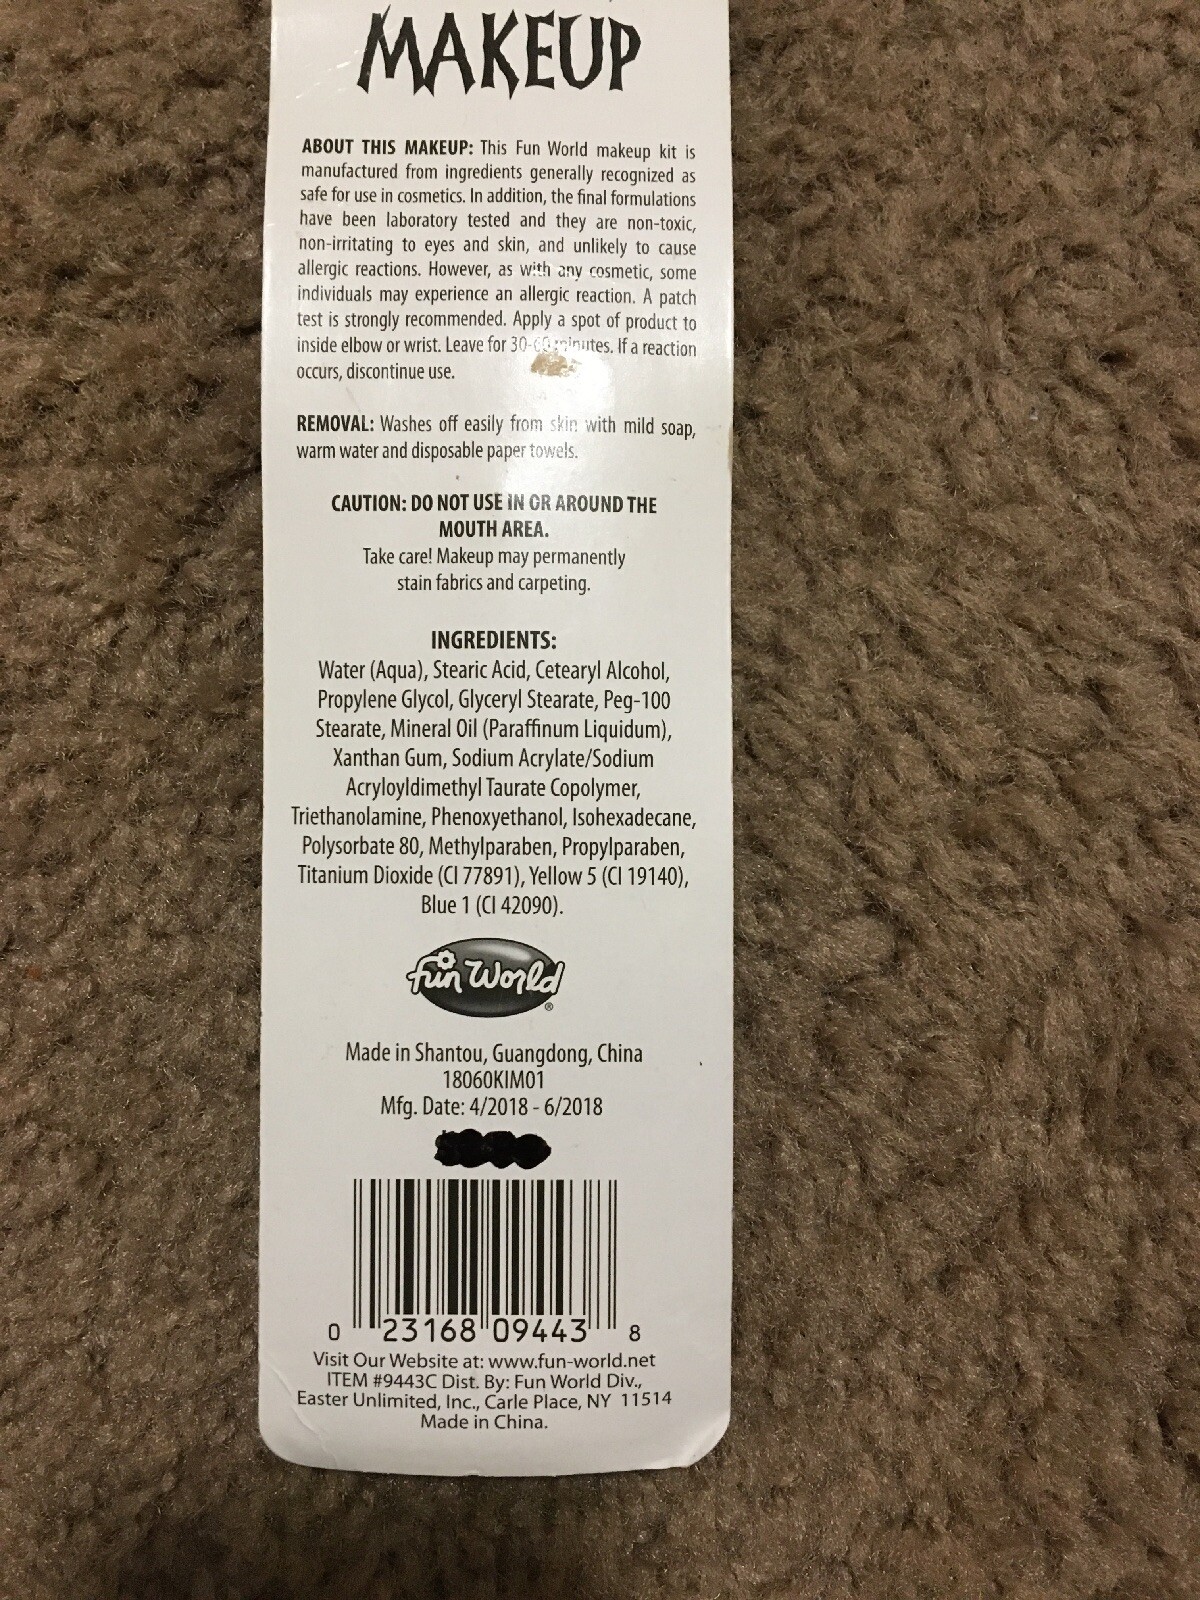 MAKEUP
ABOUT THIS MAKEUP: This Fun World makeup kit is
manufactured from ingredients generally recognized as
safe for use in cosmetics. In addition, the final formulations
have been laboratory tested and they are non-toxic,
non-irritating to eyes and skin, and unlikely to cause
allergic reactions. However, as with any cosmetic, some
individuals may experience an allergic reaction. A patch
test is strongly recommended. Apply a spot of product to
inside elbow or wrist. Leave for 30-60 minutes. If a reaction
occurs, discontinue use.
REMOVAL: Washes off easily from skin with mild soap,
warm water and disposable paper towels.
CAUTION: DO NOT USE IN OR AROUND THE
MOUTH AREA.
Take care! Makeup may permanently
stain fabrics and carpeting.
INGREDIENTS:
Water (Aqua), Stearic Acid, Cetearyl Alcohol,
Propylene Glycol, Glyceryl Stearate, Peg-100
Stearate, Mineral Oil (Paraffinum Liquidum),
Xanthan Gum, Sodium Acrylate/Sodium
Acryloyldimethyl Taurate Copolymer,
Triethanolamine, Phenoxyethanol, Isohexadecane,
Polysorbate 80, Methylparaben, Propylparaben,
Titanium Dioxide (CI 77891), Yellow 5 (CI 19140),
Blue 1 (CI 42090).
Fun World®
Made in Shantou, Guangdong, China
18060KIM01
Mfg. Date: 4/2018 - 6/2018
0 23168 09443 8
Visit Our Website at: www.fun-world.net
ITEM #9443C Dist. By: Fun World Div.,
Easter Unlimited, Inc., Carle Place, NY 11514
Made in China.